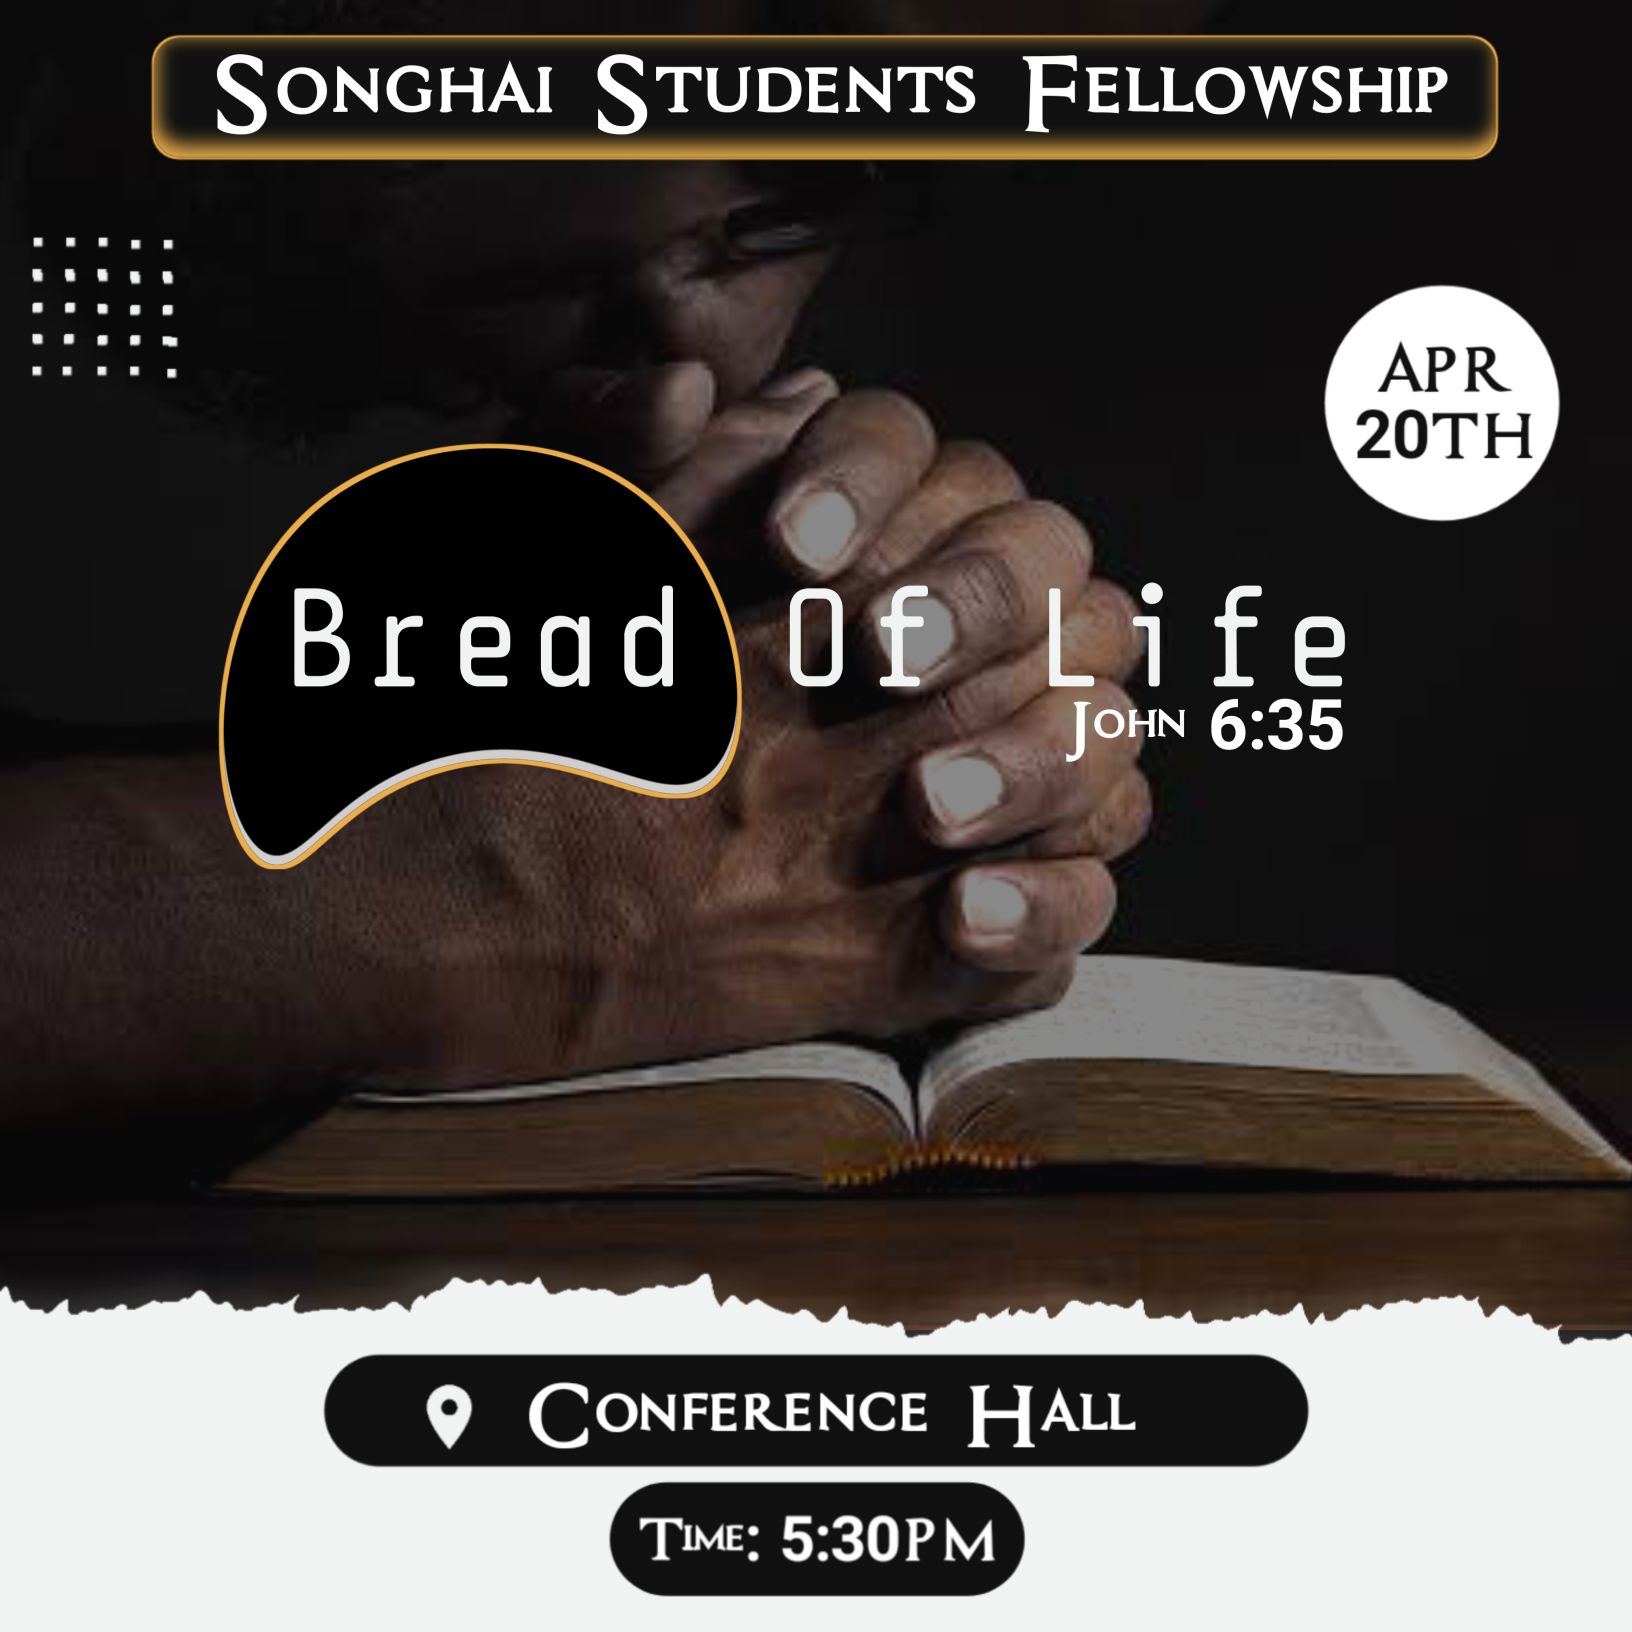 Songhai Students Fellowship
APR
20TH
Bread Of Life
John 6:35
Conference Hall
Time: 5:30PM